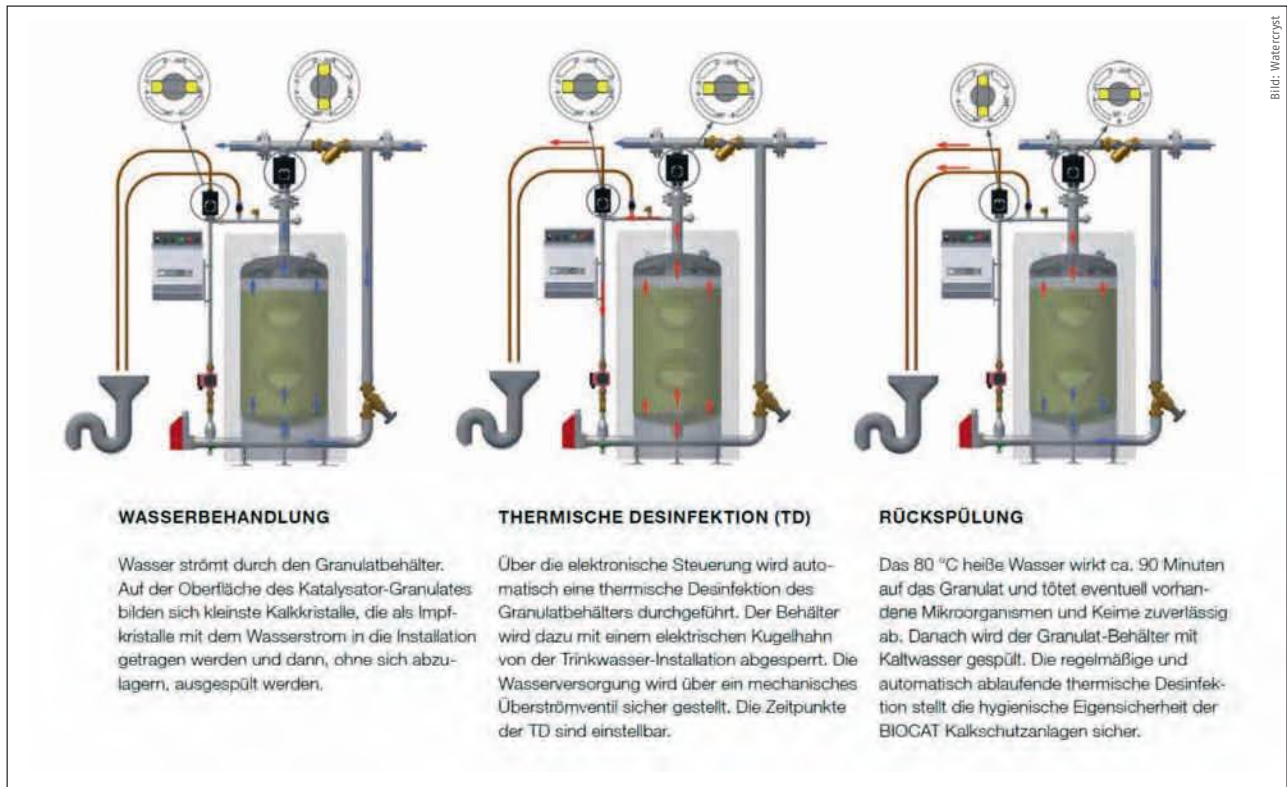 Bild: Watercryst
WASSERBEHANDLUNG
Wasser strömt durch den Granulatbehälter.
Auf der Oberfläche des Katalysator-Granulates
bilden sich kleinste Kalkkristalle, die als Impf-
kristalle mit dem Wasserstrom in die Installation
getragen werden und dann, ohne sich abzu-
lagern, ausgespült werden.
THERMISCHE DESINFEKTION (TD)
Über die elektronische Steuerung wird auto-
matisch eine thermische Desinfektion des
Granulatbehälters durchgeführt. Der Behälter
wird dazu mit einem elektrischen Kugelhahn
von der Trinkwasser-Installation abgesperrt. Die
Wasserversorgung wird über ein mechanisches
Überströmventil sicher gestellt. Die Zeitpunkte
der TD sind einstellbar.
RÜCKSPÜLUNG
Das 80 °C heiße Wasser wirkt ca. 90 Minuten
auf das Granulat und tötet eventuell vorhan-
dene Mikroorganismen und Keime zuverlässig
ab. Danach wird der Granulat-Behälter mit
Kaltwasser gespült. Die regelmäßige und
automatisch ablaufende thermische Desinfek-
tion stellt die hygienische Eigensicherheit der
BIOCAT Kalkschutzanlagen sicher.